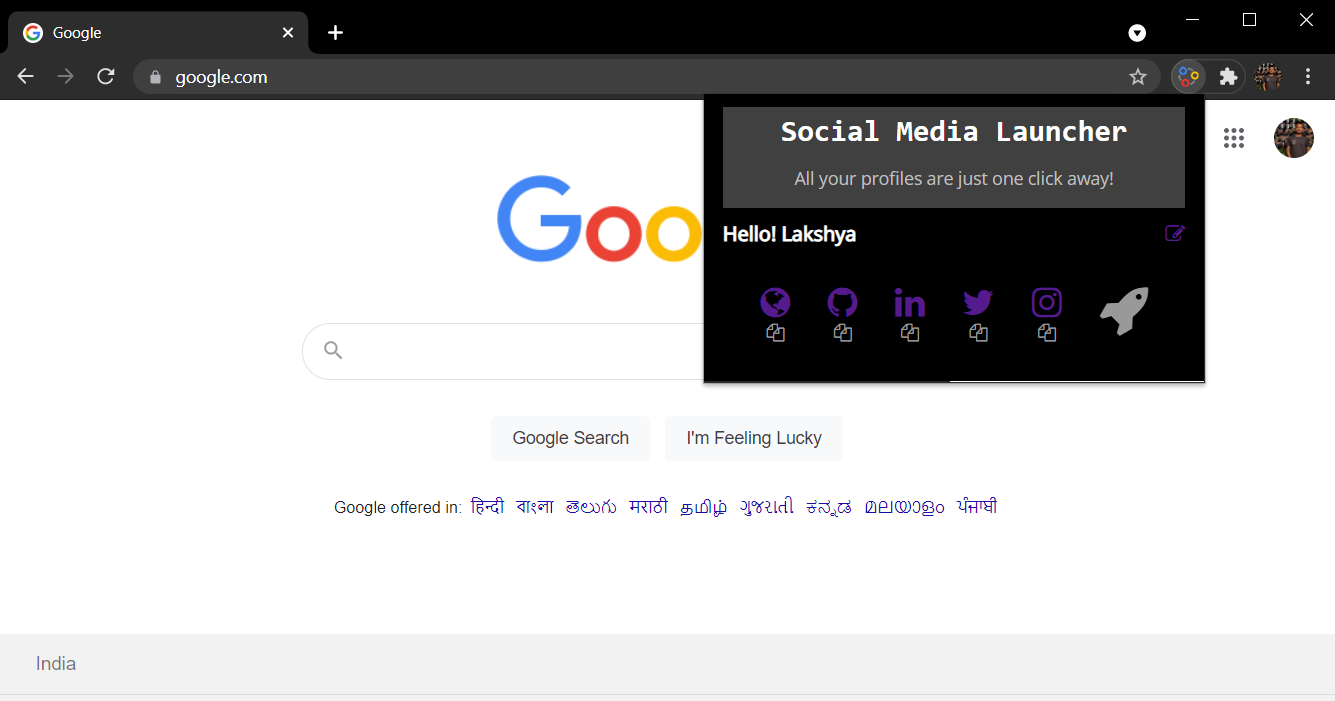 Google
google.com
Social Media Launcher
All your profiles are just one click away!
Hello! Lakshya
Goo
in
Google Search
I'm Feeling Lucky
Google offered in: हिन्दी বাংলা తెలుగు मराठी தமிழ் ગુજરાતી ಕನ್ನಡ മലയാളം ਪੰਜਾਬੀ
India